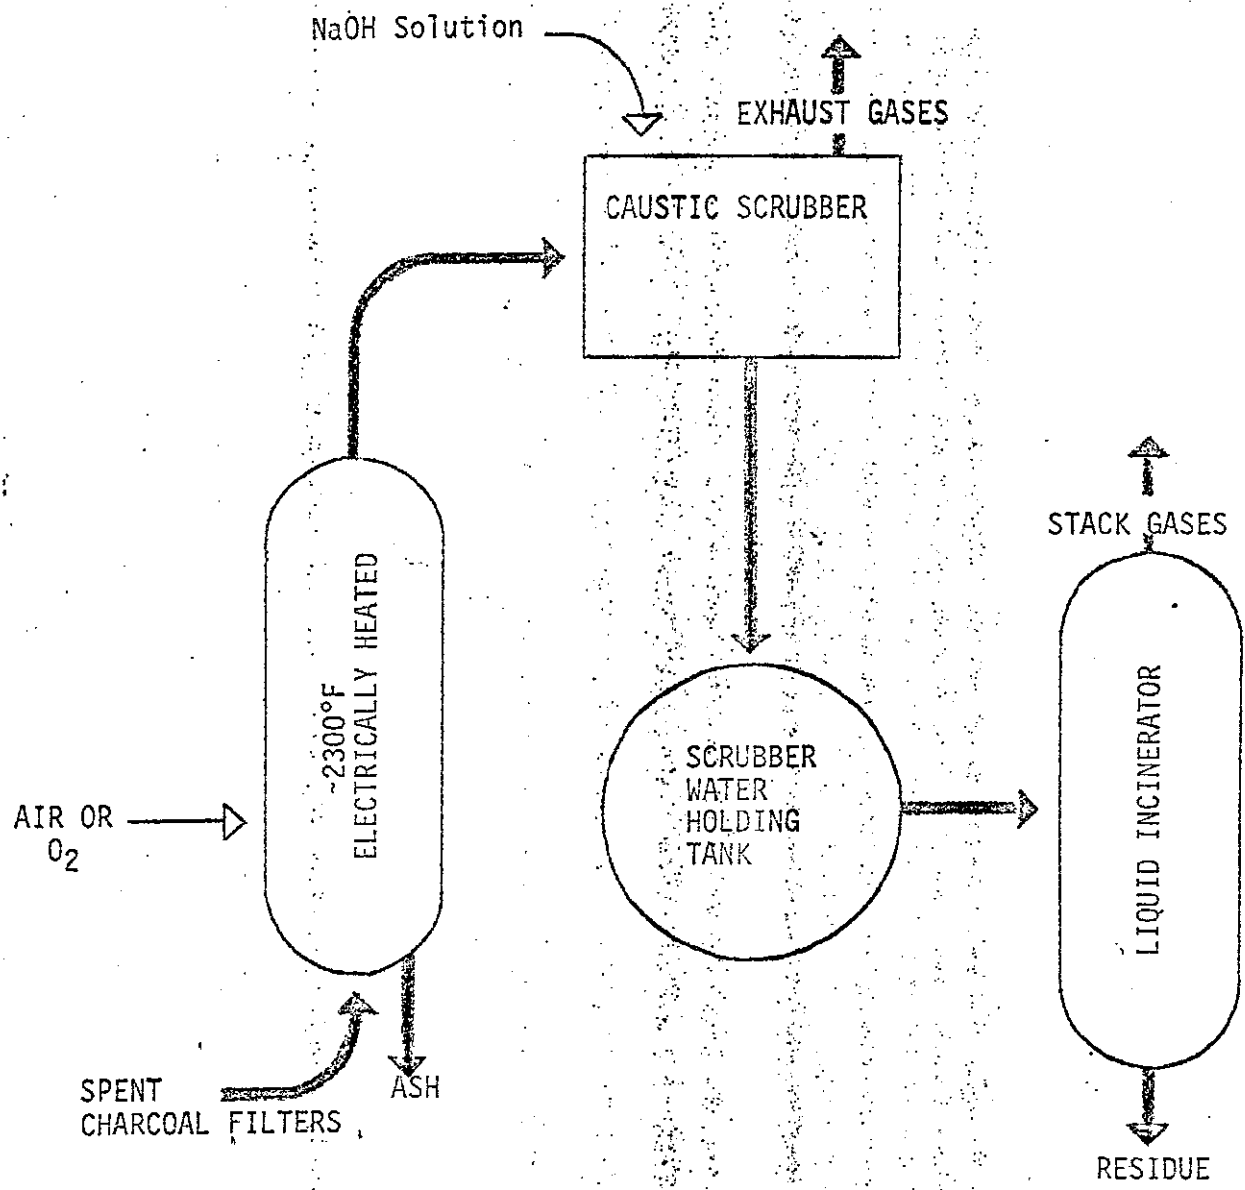 NaOH Solution
EXHAUST GASES
CAUSTIC SCRUBBER
STACK GASES
~2300°F
ELECTRICALLY HEATED
AIR OR
O2
SCRUBBER
WATER
HOLDING
TANK
LIQUID INCINERATOR
SPENT
CHARCOAL FILTERS
ASH
RESIDUE